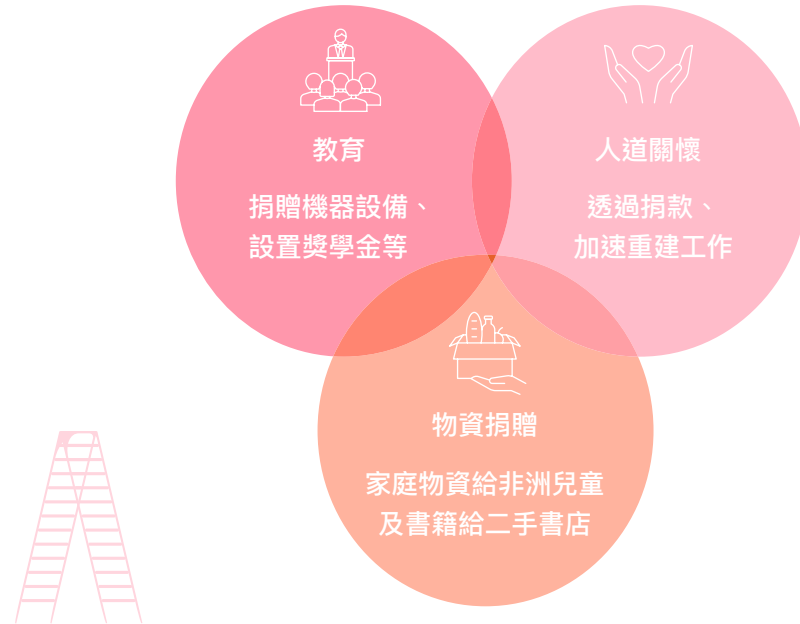 教育
捐贈機器設備、
設置獎學金等
人道關懷
透過捐款、
加速重建工作
物資捐贈
家庭物資給非洲兒童
及書籍給二手書店